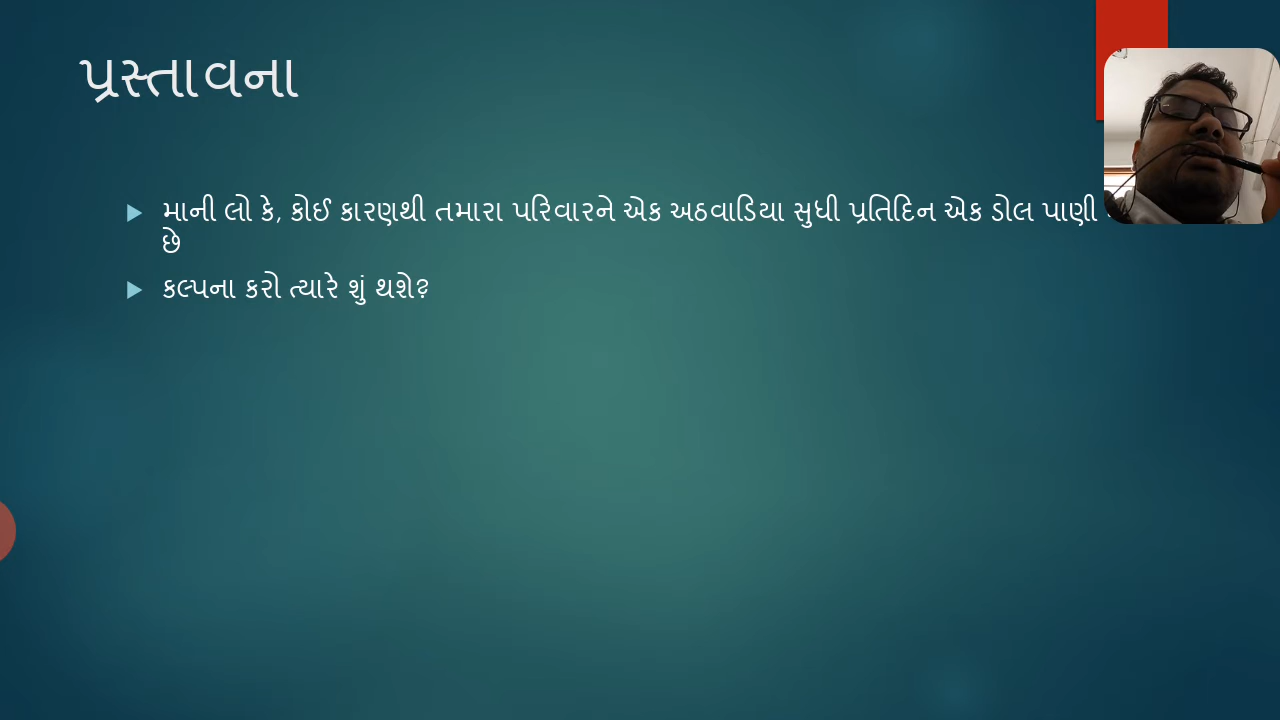 પ્રસ્તાવના
માની લો કે, કોઈ કારણથી તમારા પરિવારને એક અઠવાડિયા સુધી પ્રતિદિન એક ડોલ પાણી
છે
કલ્પના કરો ત્યારે શું થશે?